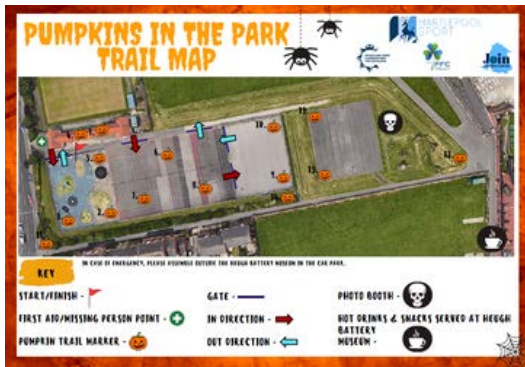 PUMPKINS IN THE PARK
TRAIL MAP
HARTLEPOOL
SPORT
Join
IN CASE OF EMERGENCY, PLEASE ASSEMBLE OUTSIDE THE HEUGH BATTERY MUSEUM IN THE CAR PARK.
KEY
START/FINISH -
GATE -
PHOTO BOOTH -
FIRST AID/MISSING PERSON POINT -
IN DIRECTION -
HOT DRINKS & SNACKS SERVED AT HEUGH
BATTERY
MUSEUM -
PUMPKIN TRAIL MARKER -
OUT DIRECTION -